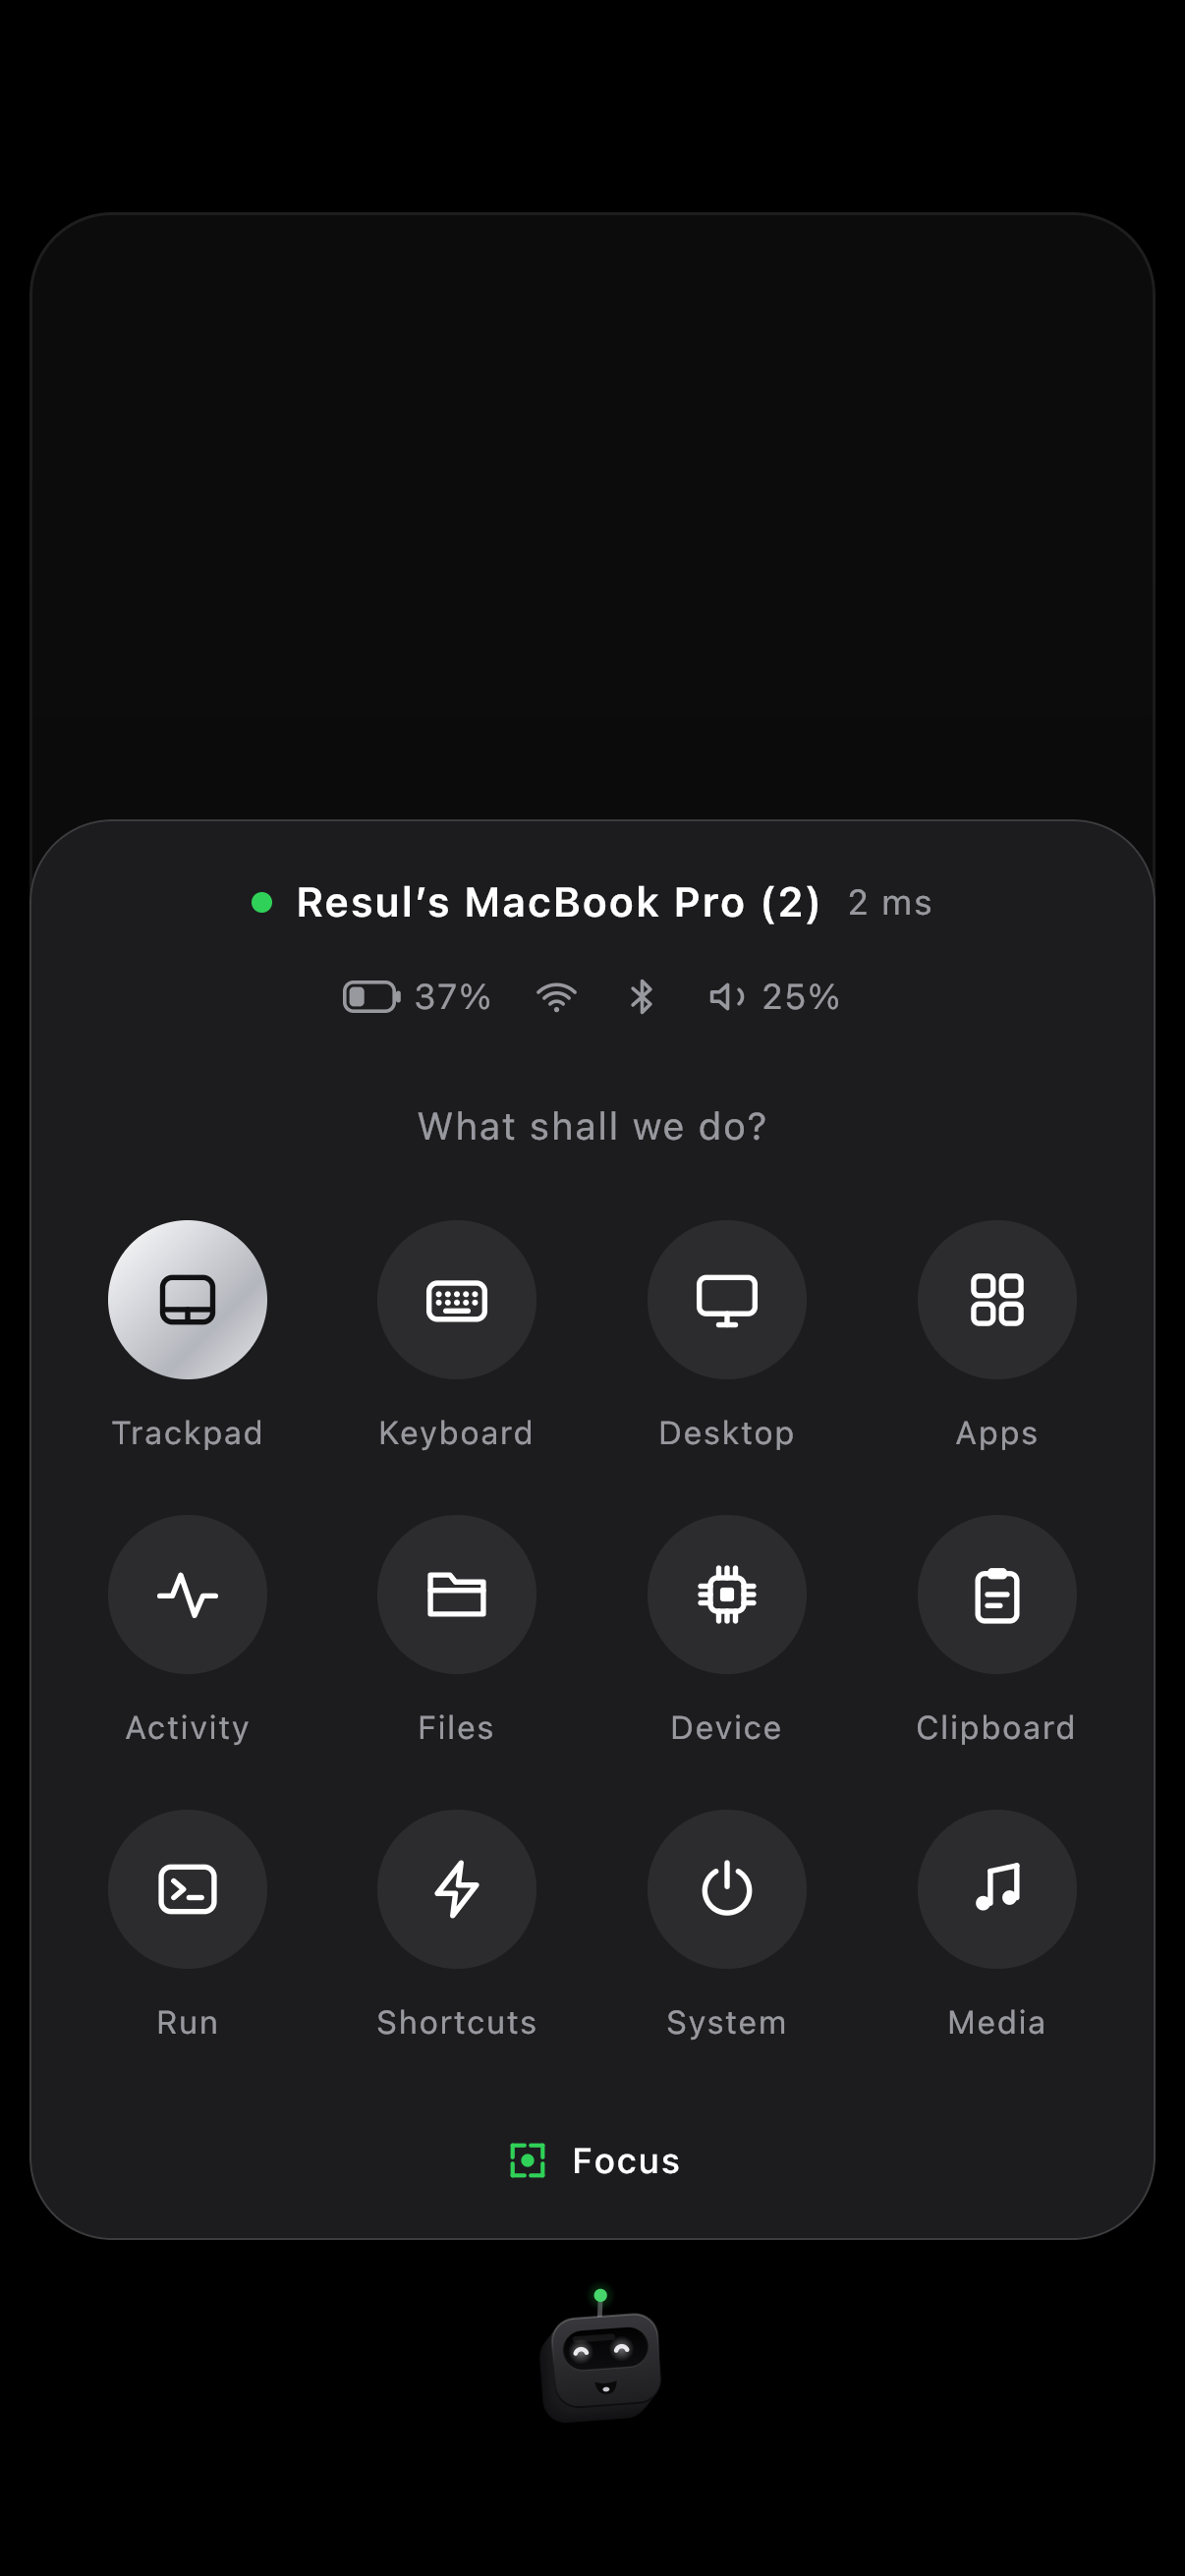 Resul’s MacBook Pro (2) 2 ms
37% 25%
What shall we do?
Trackpad Keyboard Desktop Apps
Activity Files Device Clipboard
Run Shortcuts System Media
Focus